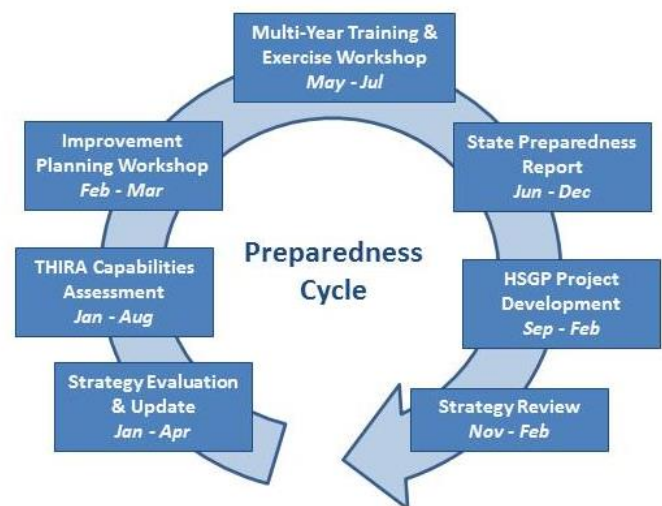 Multi-Year Training &
Exercise Workshop
May - Jul
Improvement
Planning Workshop
Feb - Mar
State Preparedness
Report
Jun - Dec
Preparedness
Cycle
THIRA Capabilities
Assessment
Jan - Aug
HSGP Project
Development
Sep - Feb
Strategy Evaluation
& Update
Jan - Apr
Strategy Review
Nov - Feb